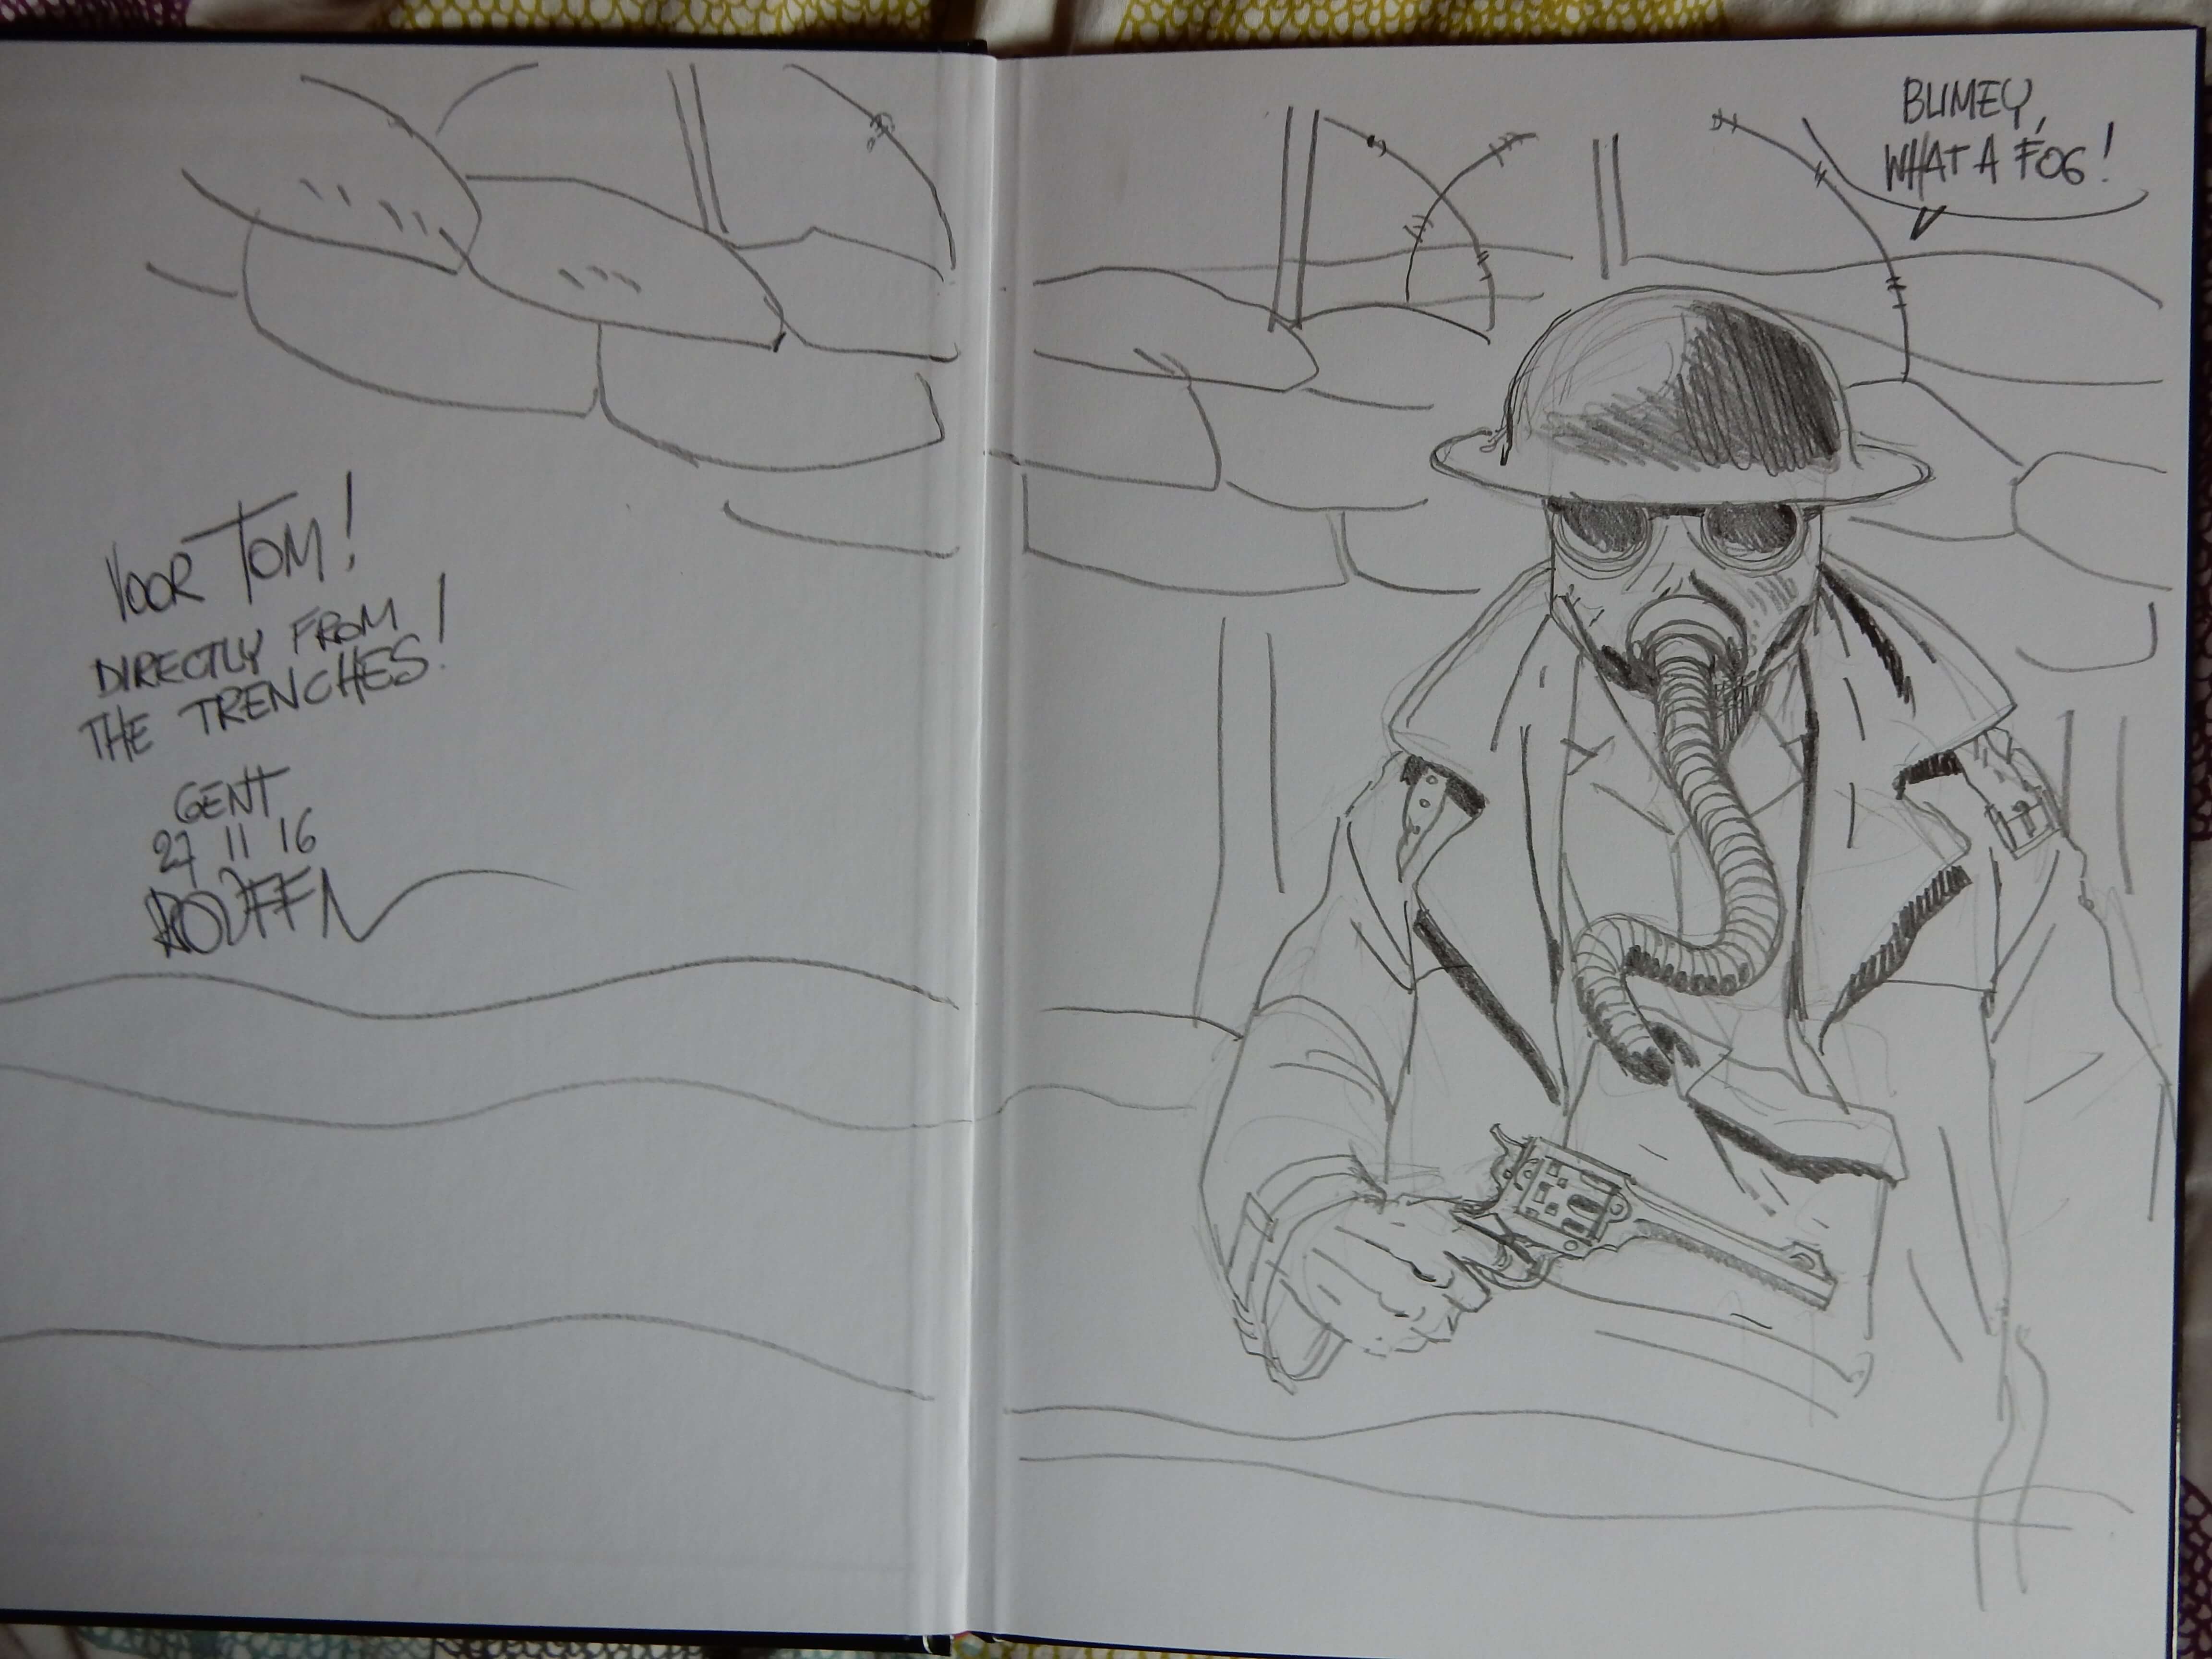 VOOR TOM!
DIRECTLY FROM
THE TRENCHES!
GENT
27 11 16
BLIMEY,
WHAT A FOG!